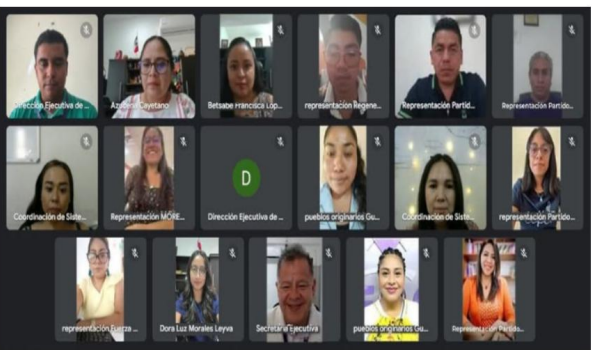 Dirección Ejecutiva de ...
Azucena Cayetano
Betsabe Francisca Lop...
representación Regene...
Representación Partid...
Representación Partido...
Coordinación de Siste...
Representación MORE...
D
Dirección Ejecutiva de ...
pueblos originarios Gu...
Coordinación de Siste...
representación Partido...
representación Fuerza ...
Dora Luz Morales Leyva
Secretaría Ejecutiva
pueblos originarios Gu...
Representación Partido...